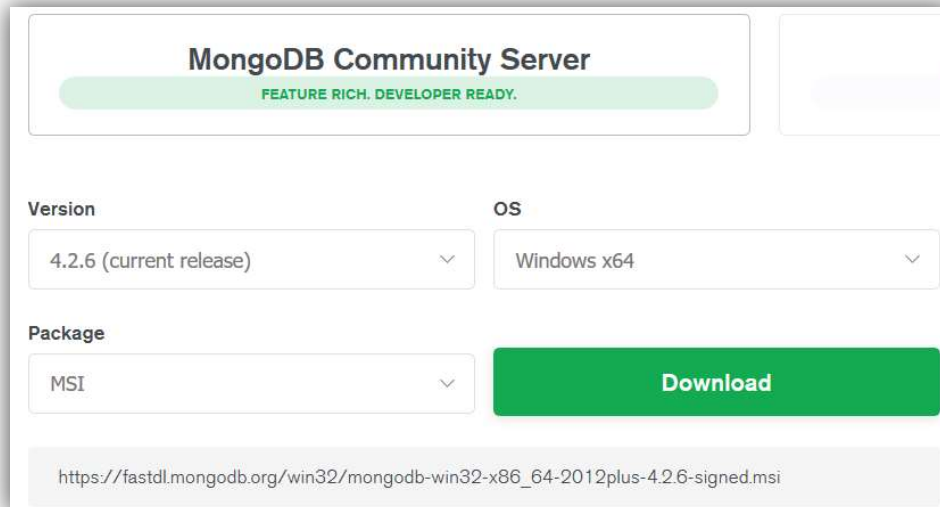 MongoDB Community Server
FEATURE RICH. DEVELOPER READY.
Version
OS
4.2.6 (current release)
Windows x64
Package
MSI
Download
https://fastdl.mongodb.org/win32/mongodb-win32-x86_64-2012plus-4.2.6-signed.msi